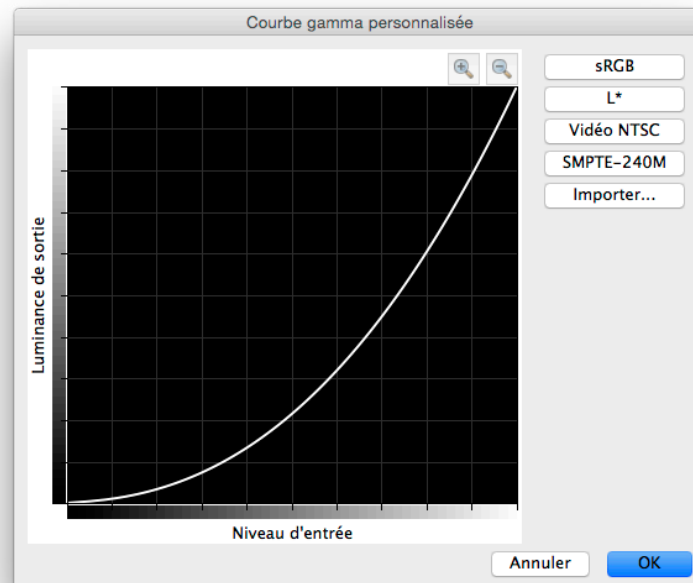 Courbe gamma personnalisée
sRGB
L*
Vidéo NTSC
SMPTE-240M
Importer...
Luminance de sortie
Niveau d'entrée
Annuler
OK